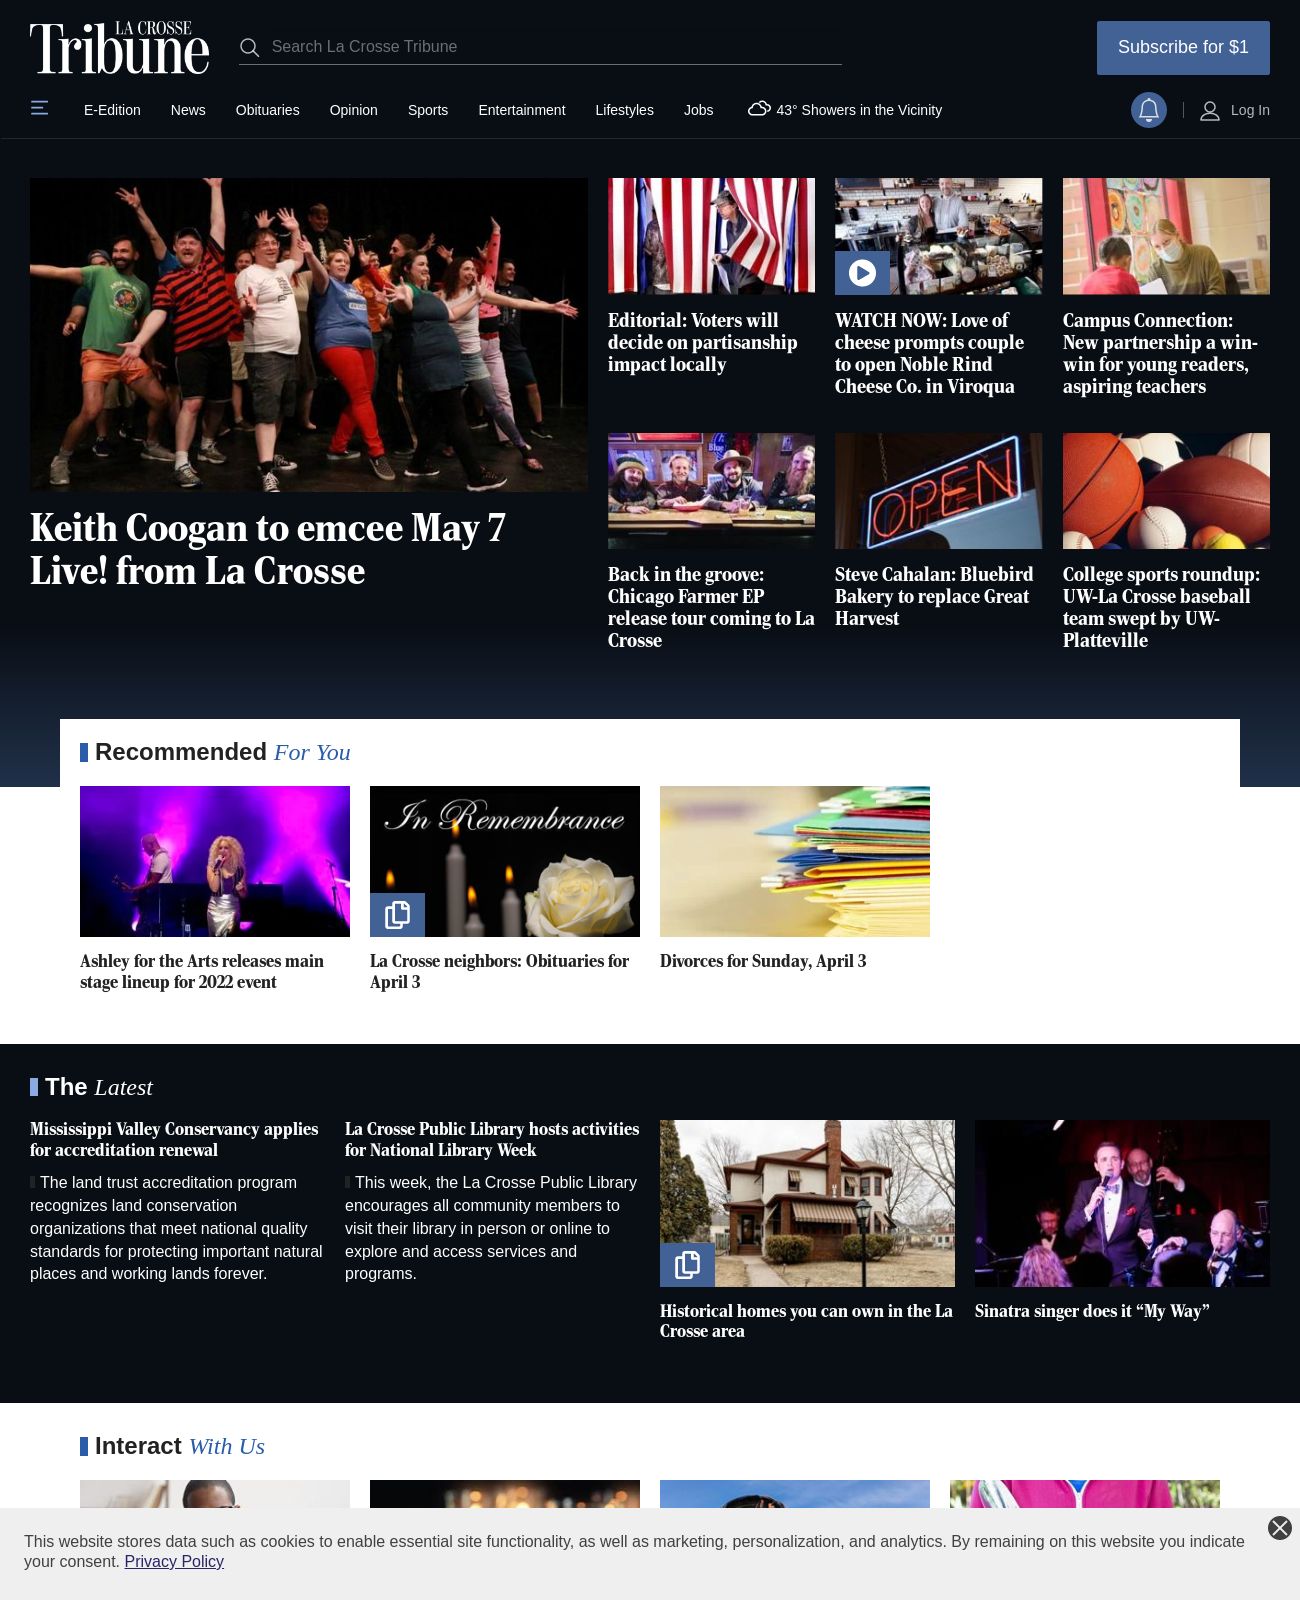 LA CROSSE
Tribune
Search La Crosse Tribune
Subscribe for $1
E-Edition
News
Obituaries
Opinion
Sports
Entertainment
Lifestyles
Jobs
43° Showers in the Vicinity
Log In
Keith Coogan to emcee May 7
Live! from La Crosse
Editorial: Voters will
decide on partisanship
impact locally
WATCH NOW: Love of
cheese prompts couple
to open Noble Rind
Cheese Co. in Viroqua
Campus Connection:
New partnership a win-
win for young readers,
aspiring teachers
Back in the groove:
Chicago Farmer EP
release tour coming to La
Crosse
OPEN
Steve Cahalan: Bluebird
Bakery to replace Great
Harvest
College sports roundup:
UW-La Crosse baseball
team swept by UW-
Platteville
Recommended For You
Ashley for the Arts releases main
stage lineup for 2022 event
In Remembrance
La Crosse neighbors: Obituaries for
April 3
Divorces for Sunday, April 3
The Latest
Mississippi Valley Conservancy applies
for accreditation renewal
The land trust accreditation program
recognizes land conservation
organizations that meet national quality
standards for protecting important natural
places and working lands forever.
La Crosse Public Library hosts activities
for National Library Week
This week, the La Crosse Public Library
encourages all community members to
visit their library in person or online to
explore and access services and
programs.
Historical homes you can own in the La
Crosse area
Sinatra singer does it “My Way”
Interact With Us
This website stores data such as cookies to enable essential site functionality, as well as marketing, personalization, and analytics. By remaining on this website you indicate
your consent. Privacy Policy